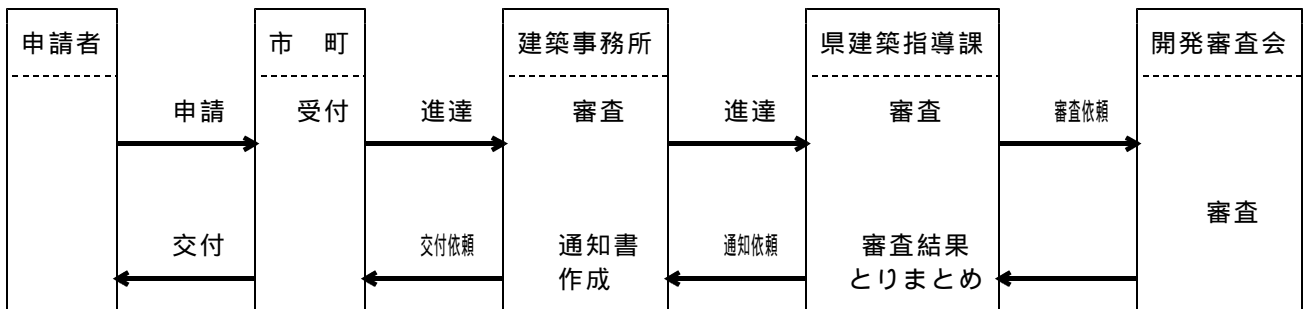 申請者
市　町
建築事務所
県建築指導課
開発審査会
申請
受付
進達
審査
進達
審査
審査依頼
審査
交付
交付依頼
通知書
作成
通知依頼
審査結果
とりまとめ